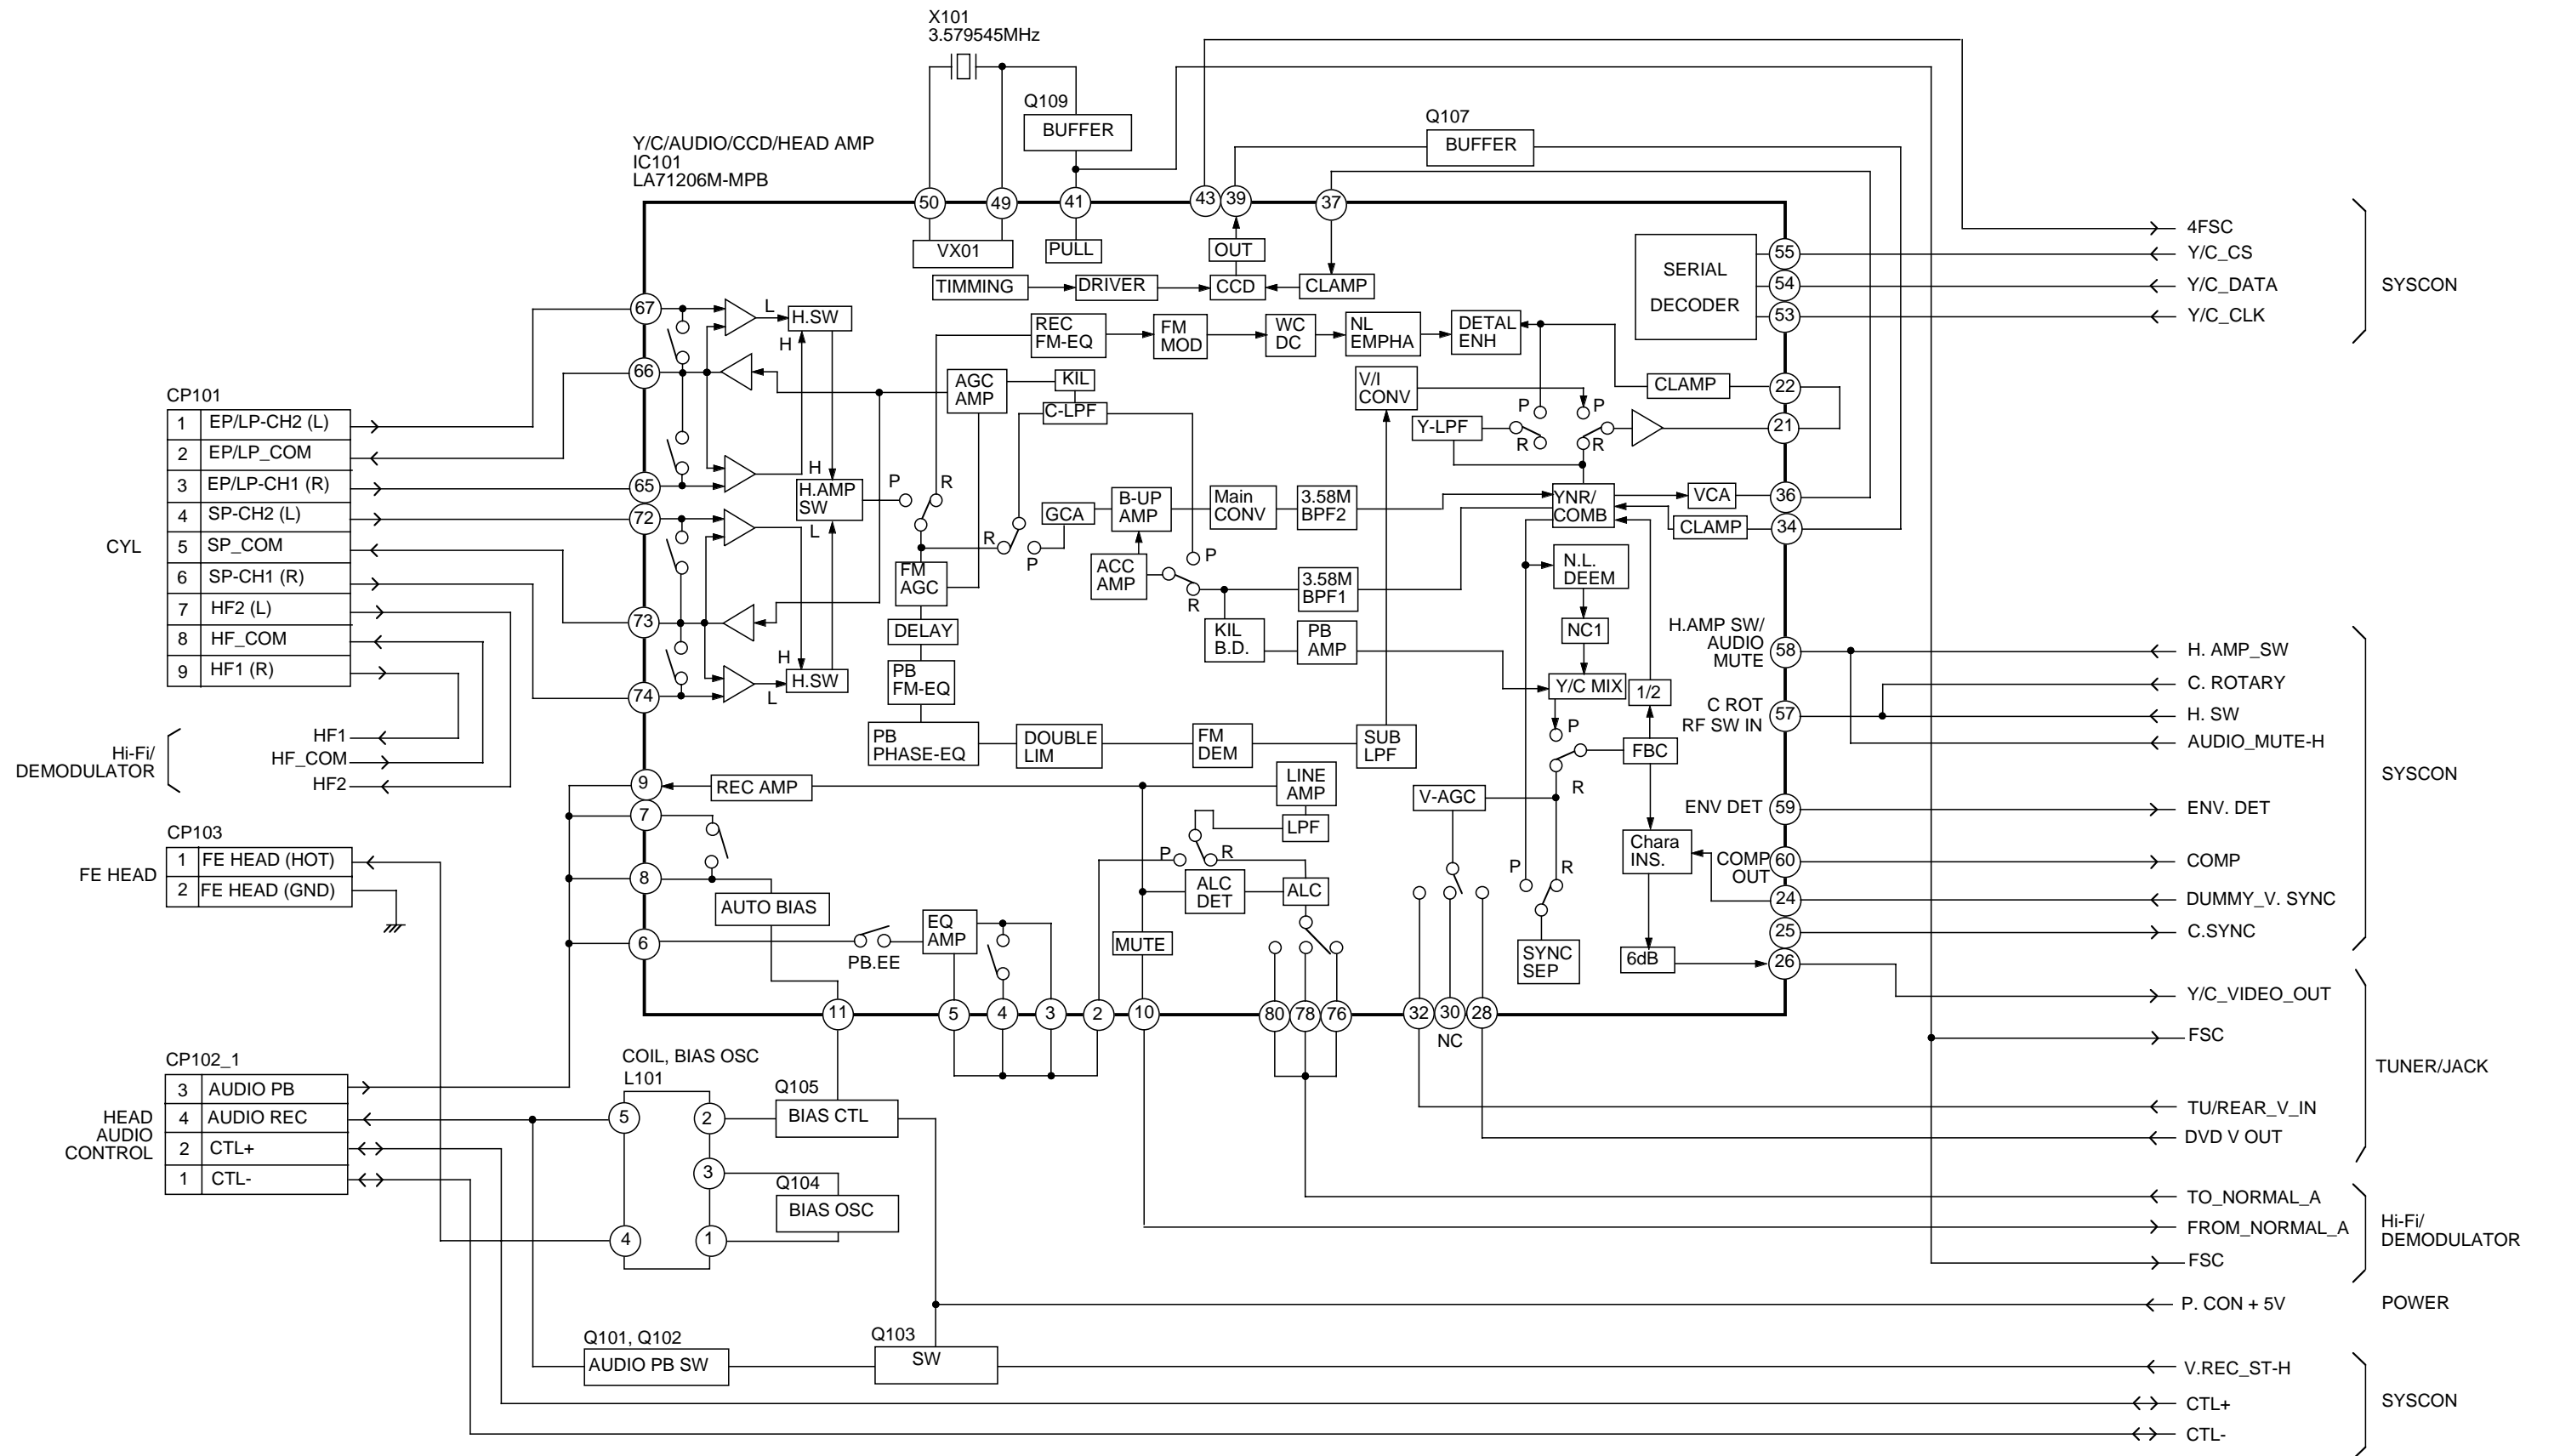 X101
3.579545MHz
Q109
BUFFER
Q107
BUFFER
Y/C/AUDIO/CCD/HEAD AMP
IC101
LA71206M-MPB
50
49
41
43
39
37
VX01
PULL
OUT
TIMMING
DRIVER
CCD
CLAMP
SERIAL
DECODER
55
54
53
4FSC
Y/C_CS
Y/C_DATA
Y/C_CLK
SYSCON
67
L
H.SW
H
REC
FM-EQ
FM
MOD
WC
DC
NL
EMPHA
DETAL
ENH
66
AGC
AMP
KIL
C-LPF
V/I
CONV
CLAMP
22
P
P
Y-LPF
R
R
21
CP101
1 EP/LP-CH2 (L)
2 EP/LP_COM
3 EP/LP-CH1 (R)
4 SP-CH2 (L)
5 SP_COM
6 SP-CH1 (R)
7 HF2 (L)
8 HF_COM
9 HF1 (R)
CYL
65
72
73
74
H
H.AMP
SW
L
P
R
H
H.SW
L
R
P
GCA
B-UP
AMP
Main
CONV
3.58M
BPF2
YNR/
COMB
VCA
36
CLAMP
34
FM
AGC
ACC
AMP
P
R
3.58M
BPF1
N.L.
DEEM
DELAY
KIL
B.D.
PB
AMP
NC1
PB
FM-EQ
Y/C MIX
1/2
PB
PHASE-EQ
DOUBLE
LIM
FM
DEM
SUB
LPF
P
R
FBC
H.AMP SW/
AUDIO
MUTE
58
C ROT
RF SW IN
57
H. AMP_SW
C. ROTARY
H. SW
AUDIO_MUTE-H
SYSCON
Hi-Fi/
DEMODULATOR
HF1
HF_COM
HF2
9
REC AMP
LINE
AMP
LPF
V-AGC
ENV DET
59
ENV. DET
7
8
6
AUTO BIAS
P
R
ALC
DET
ALC
P
R
Chara
INS.
COMP
OUT
60
COMP
24
DUMMY_V. SYNC
25
C.SYNC
26
CP103
FE HEAD
1 FE HEAD (HOT)
2 FE HEAD (GND)
PB.EE
EQ
AMP
MUTE
SYNC
SEP
6dB
11
5
4
3
2
10
80
78
76
32
30
28
NC
Y/C_VIDEO_OUT
FSC
TUNER/JACK
TU/REAR_V_IN
DVD V OUT
CP102_1
HEAD
AUDIO
CONTROL
3 AUDIO PB
4 AUDIO REC
2 CTL+
1 CTL-
COIL, BIAS OSC
L101
5
2
3
4
1
Q105
BIAS CTL
Q104
BIAS OSC
TO_NORMAL_A
FROM_NORMAL_A
FSC
Hi-Fi/
DEMODULATOR
P. CON + 5V
POWER
Q101, Q102
AUDIO PB SW
Q103
SW
V.REC_ST-H
CTL+
CTL-
SYSCON